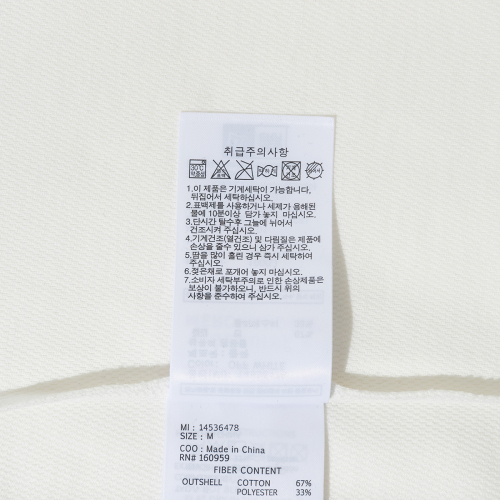 취급주의사항
30℃
약중성
1.이 제품은 기계세탁이 가능합니다,
뒤집어서 세탁하십시오.
2.표백제를 사용하거나 세제가 용해된
물에 10분이상 담가 놓지 마십시오.
3.단시간 탈수후 그늘에 뉘어서
건조시켜 주십시오.
4.기계건조(열건조) 및 다림질은 제품에
손상을 줄수 있으니 삼가 주십시오.
5.땀을 많이 흘린 경우 즉시 세탁하여
주십시오.
6.젖은채로 포개어 놓지 마십시오.
7.소비자 세탁부주의로 인한 손상제품은
보상이 불가하오니, 반드시 위의
사항을 준수하여 주십시오.
MI : 14536478
SIZE : M
COO : Made in China
RN# 160959
FIBER CONTENT
OUTSHELL COTTON 67%
POLYESTER 33%